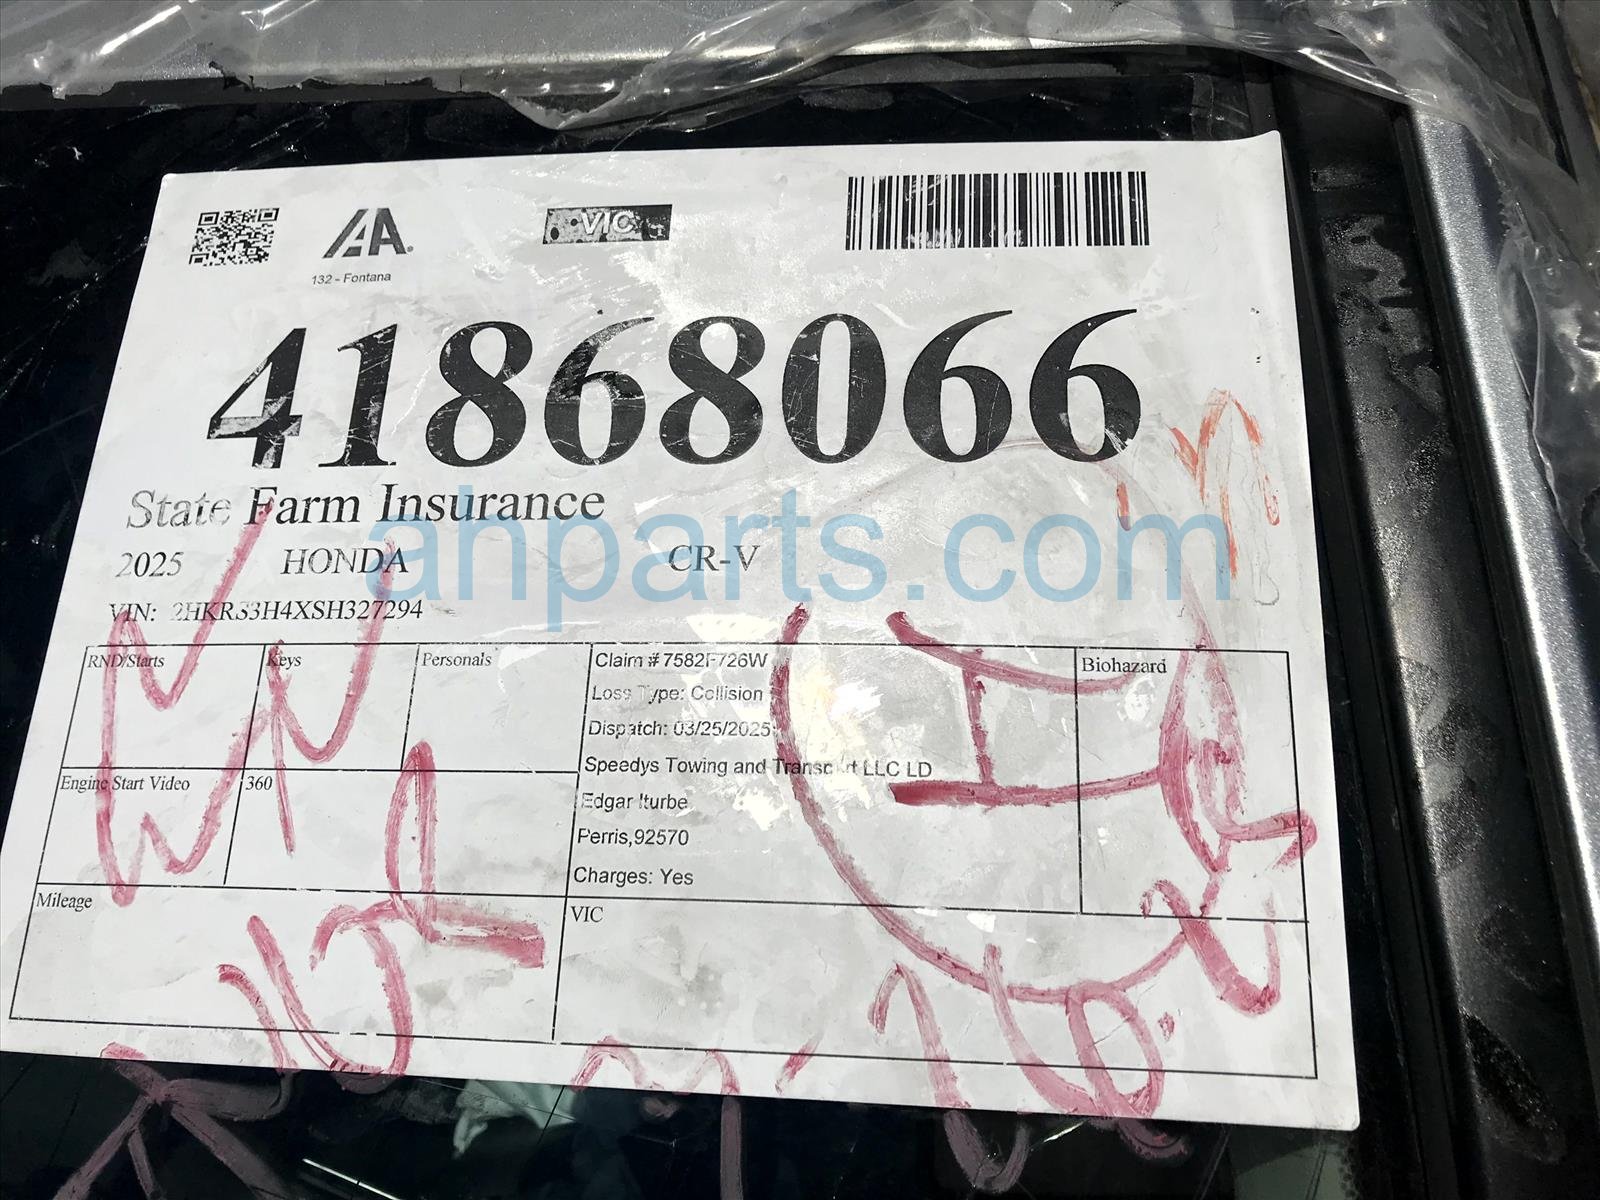 IAA
132 - Fontana
VIC
41868066
State Farm Insurance
2025 HONDA CR-V
VIN: 2HKRS3H4XSH327294
RND/Starts
Keys
Personals
Claim # 7582F726W
Loss Type: Collision
Dispatch: 03/25/2025
Speedys Towing and Transport LLC LD
Edgar Iturbe
Perris,92570
Charges: Yes
Biohazard
Engine Start Video
360
Mileage
VIC
ahparts.com